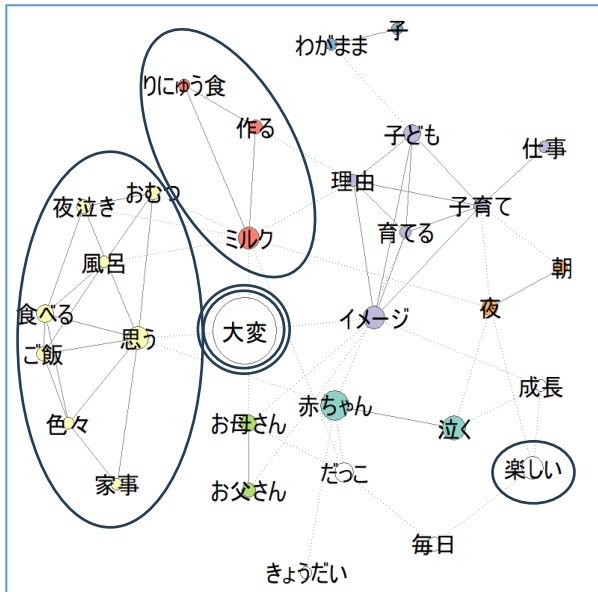 子
わがまま
りにゅう食
作る
子ども
仕事
理由
子育て
おむつ
夜泣き
育てる
ミルク
風呂
朝
食べる
思う
大変
イメージ
夜
ご飯
成長
赤ちゃん
色々
お母さん
泣く
だっこ
楽しい
家事
お父さん
毎日
きょうだい